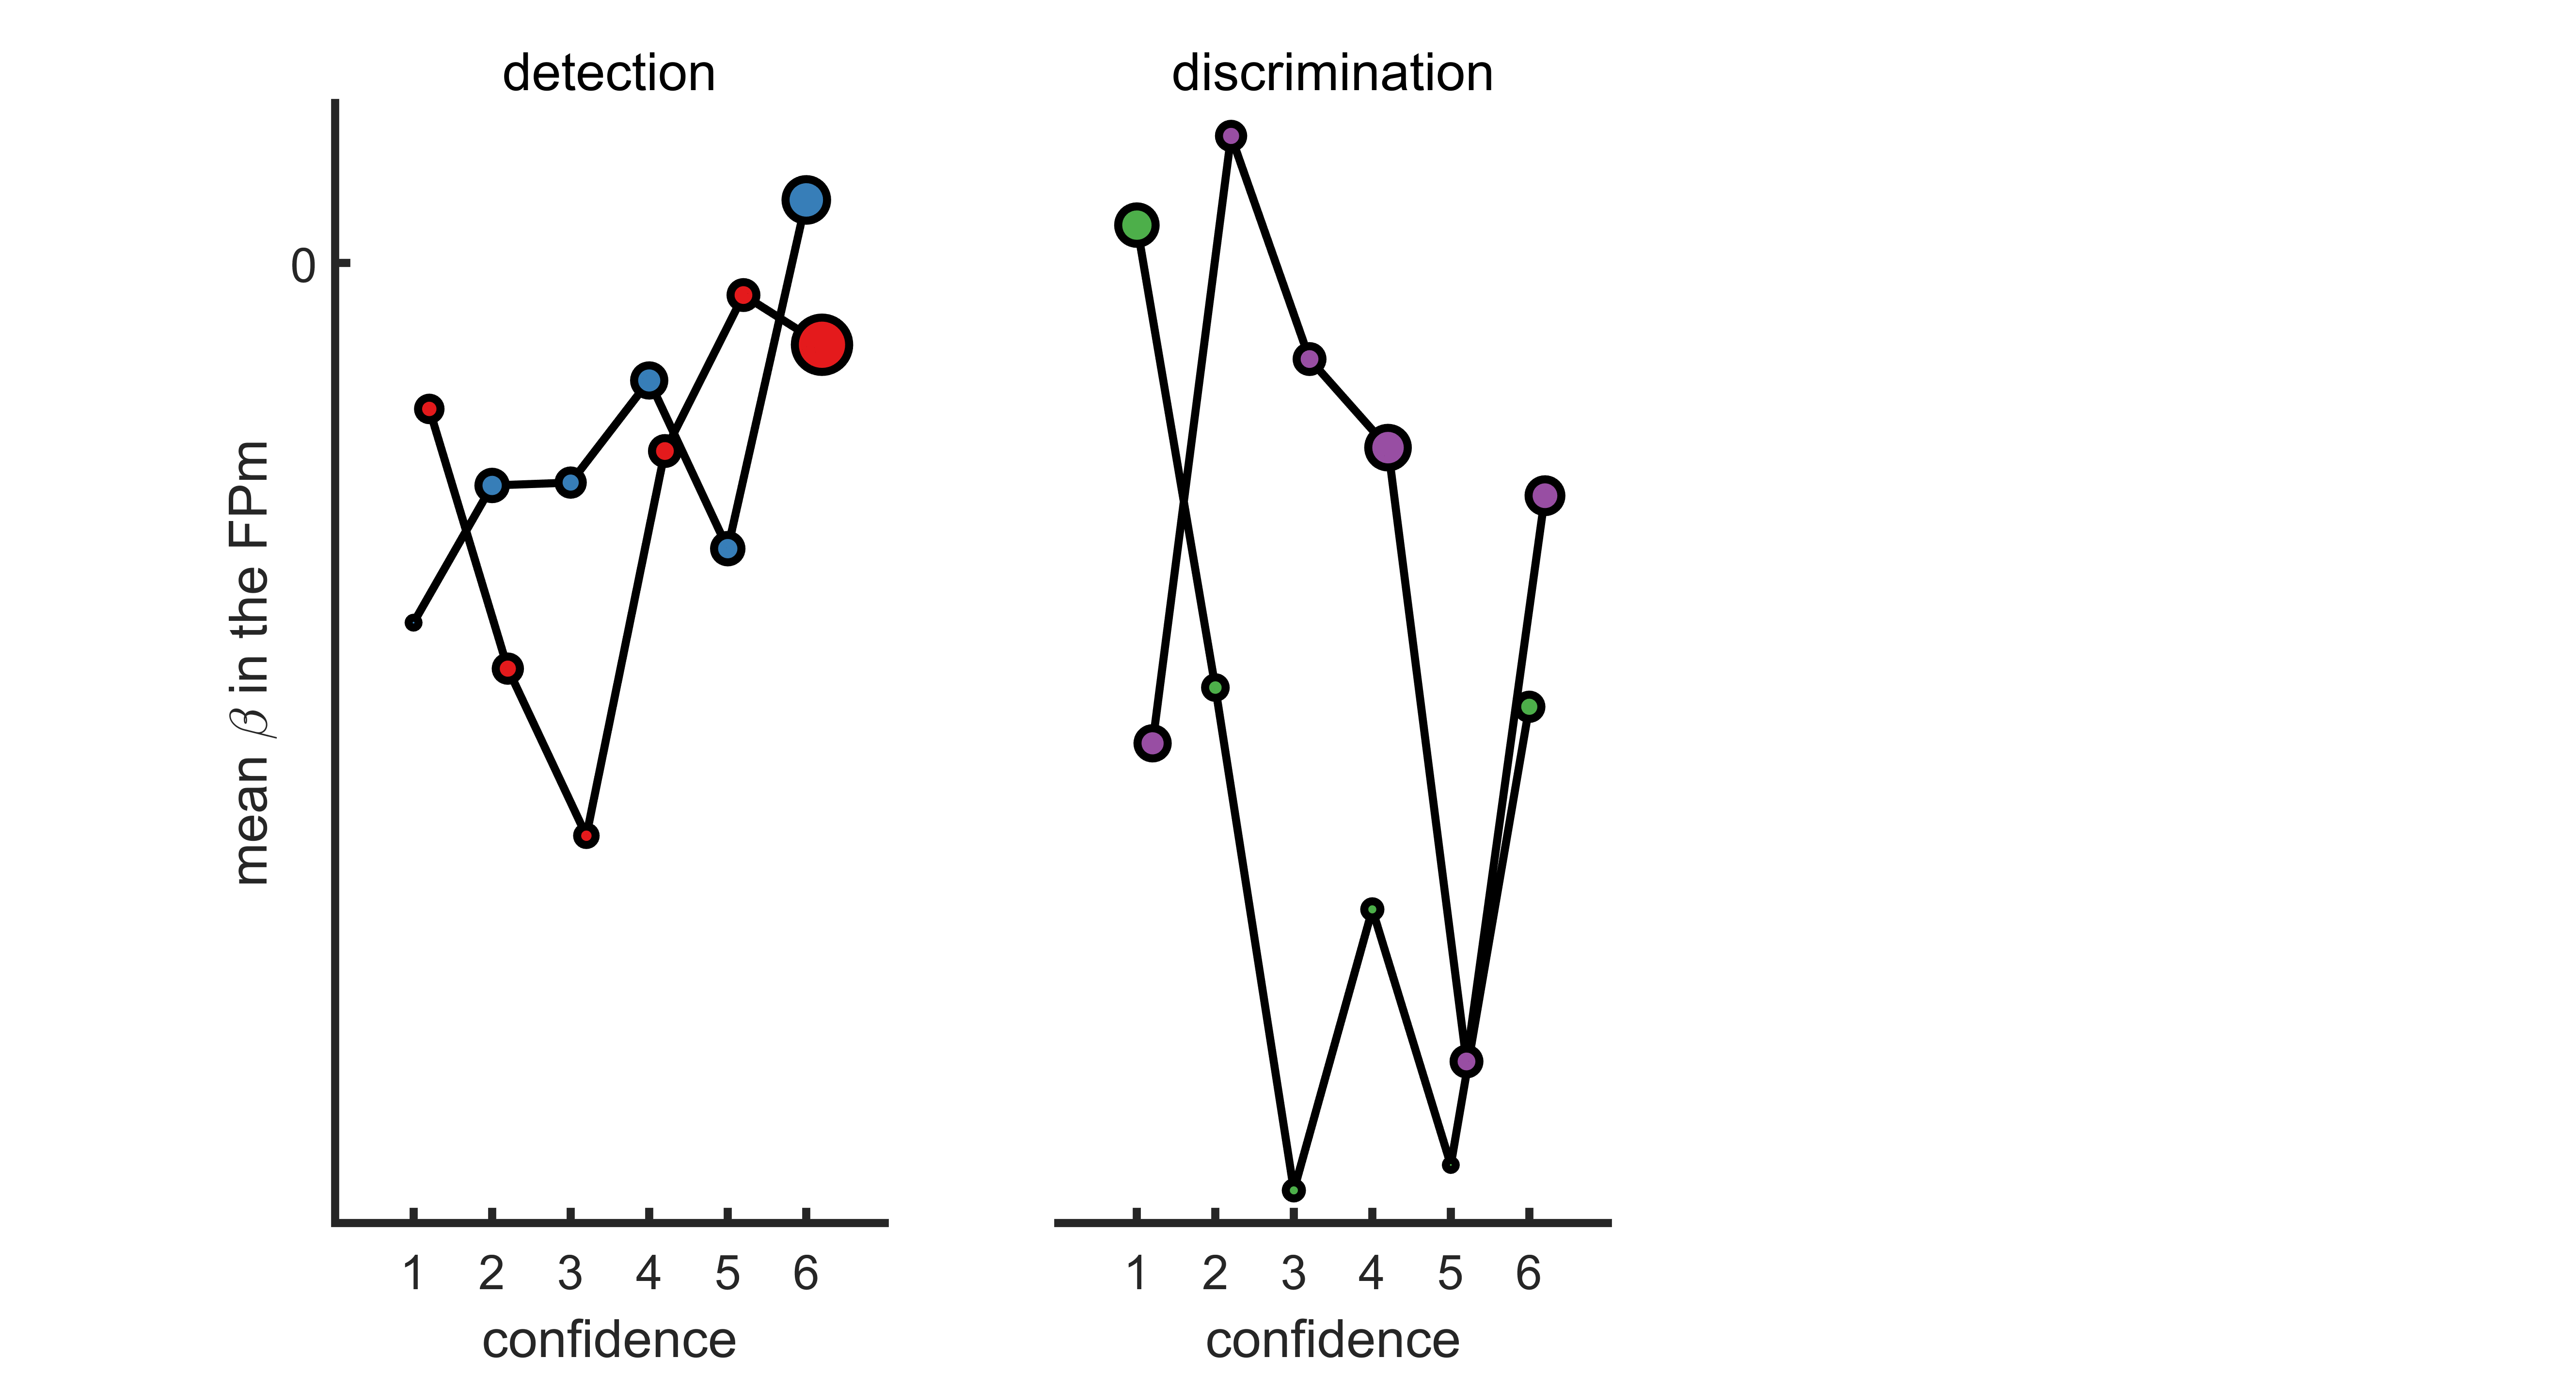 detection
discrimination
0
mean β in the FPm
1 2 3 4 5 6
1 2 3 4 5 6
confidence
confidence